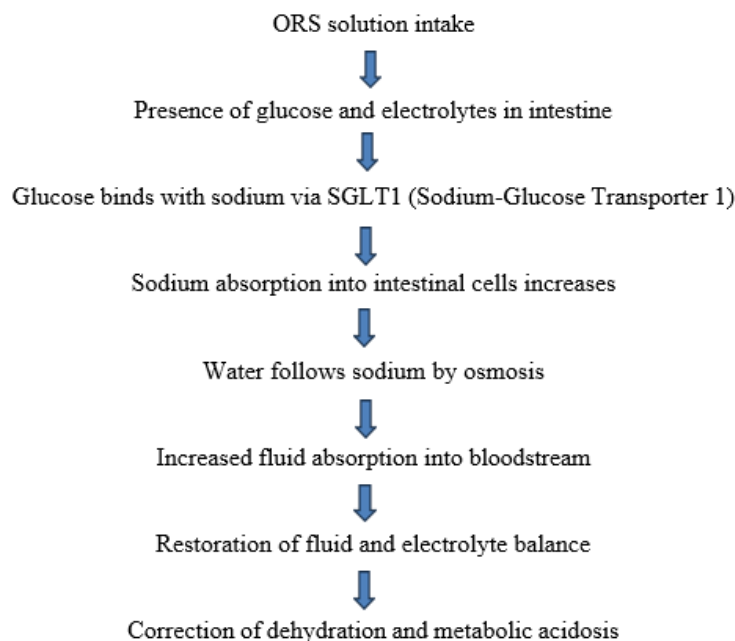 ORS solution intake
Presence of glucose and electrolytes in intestine
Glucose binds with sodium via SGLT1 (Sodium-Glucose Transporter 1)
Sodium absorption into intestinal cells increases
Water follows sodium by osmosis
Increased fluid absorption into bloodstream
Restoration of fluid and electrolyte balance
Correction of dehydration and metabolic acidosis